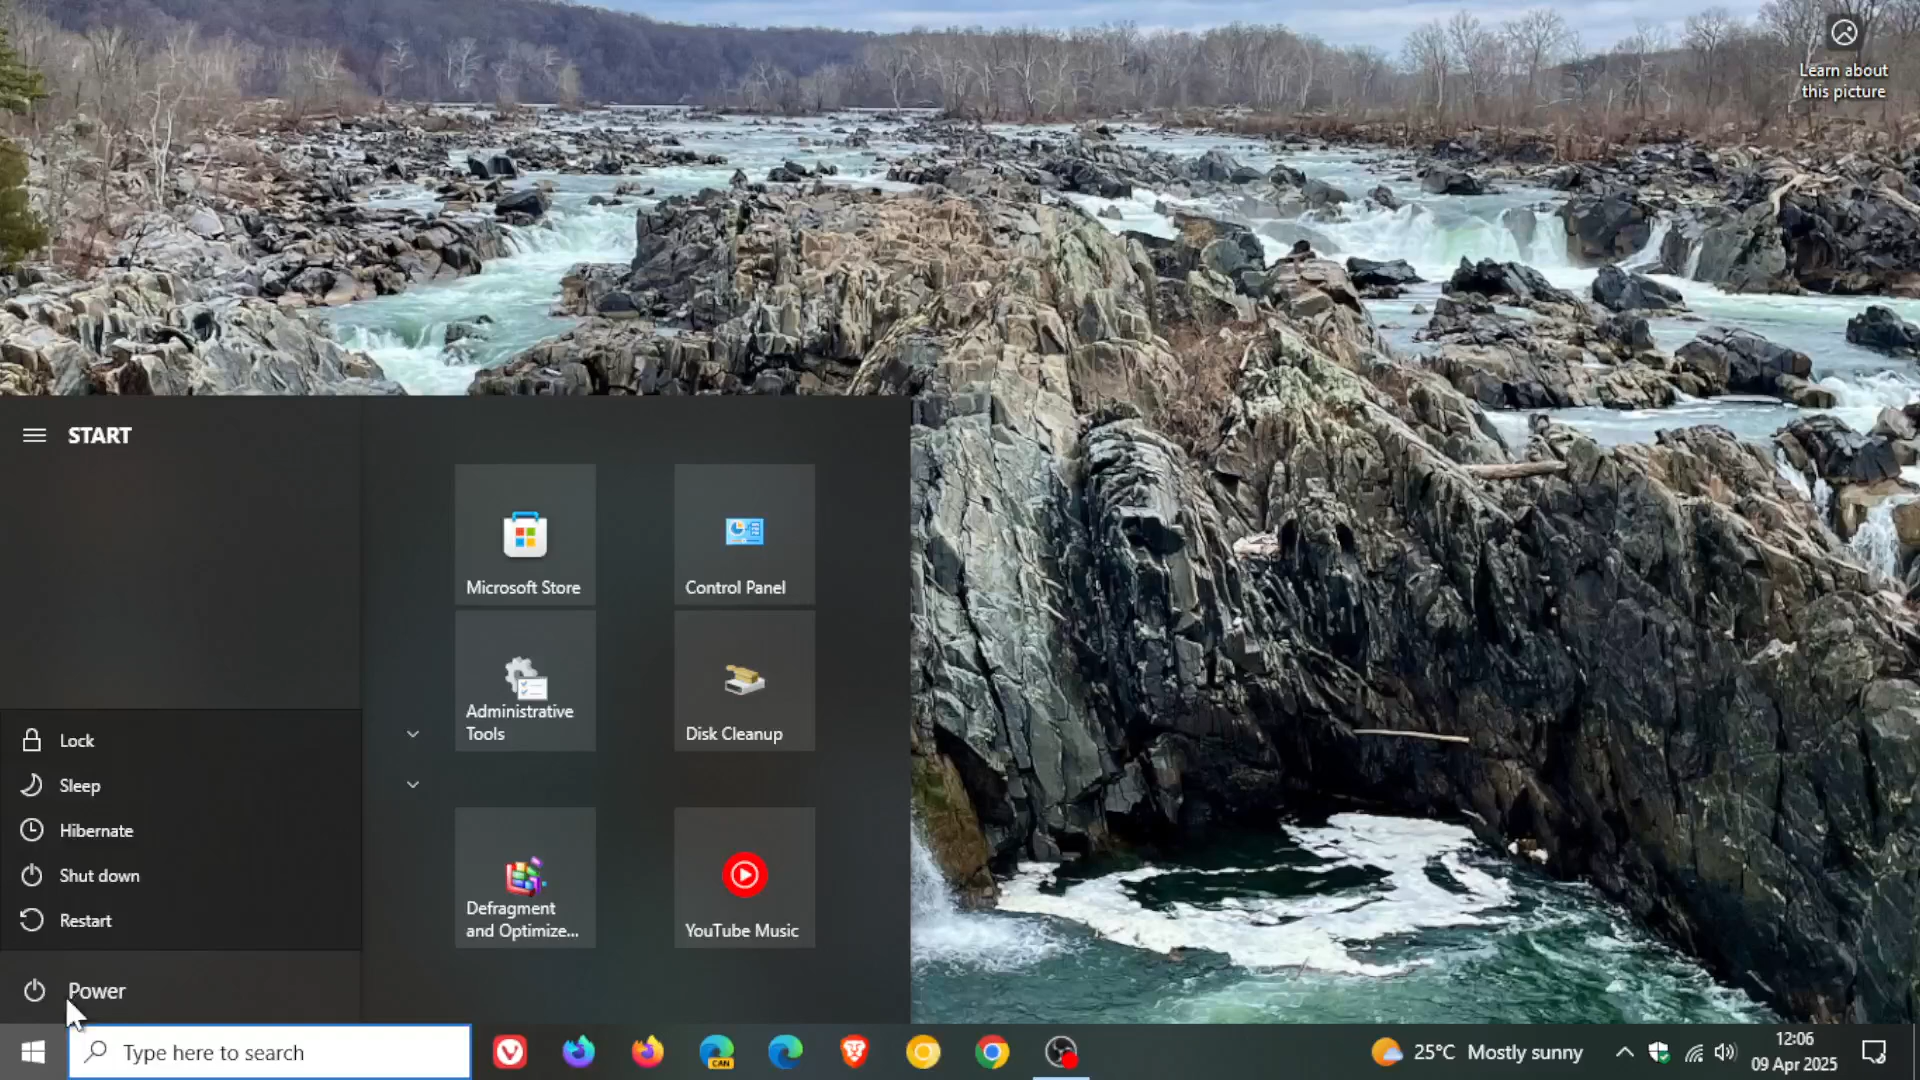 Learn about
this picture
START
Microsoft Store
Control Panel
Administrative
Tools
Disk Cleanup
Lock
Sleep
Hibernate
Shut down
Restart
Defragment
and Optimize...
YouTube Music
Power
Type here to search
CAN
25°C Mostly sunny
12:06
09 Apr 2025